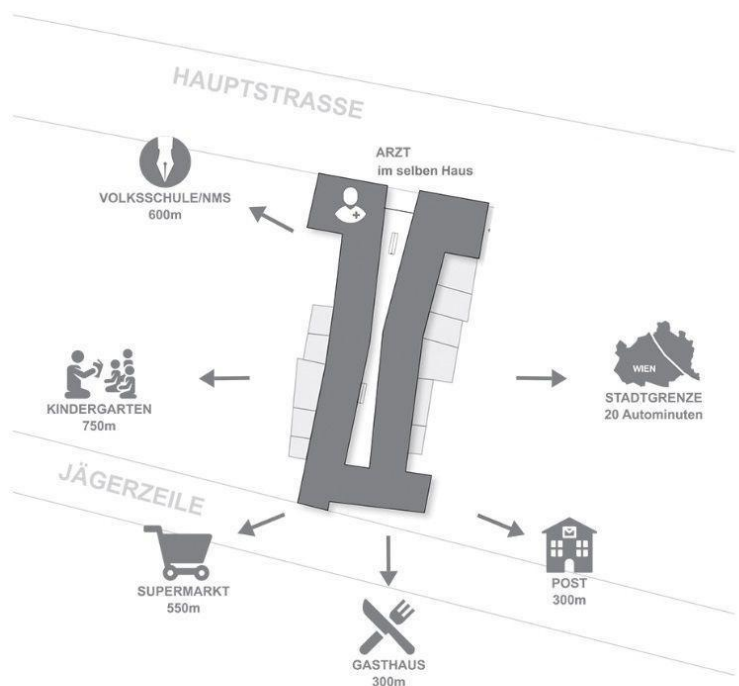 HAUPTSTRASSE
ARZT
im selben Haus
VOLKSSCHULE/NMS
600m
KINDERGARTEN
750m
WIEN
STADTGRENZE
20 Autominuten
JÄGERZEILE
SUPERMARKT
550m
POST
300m
GASTHAUS
300m